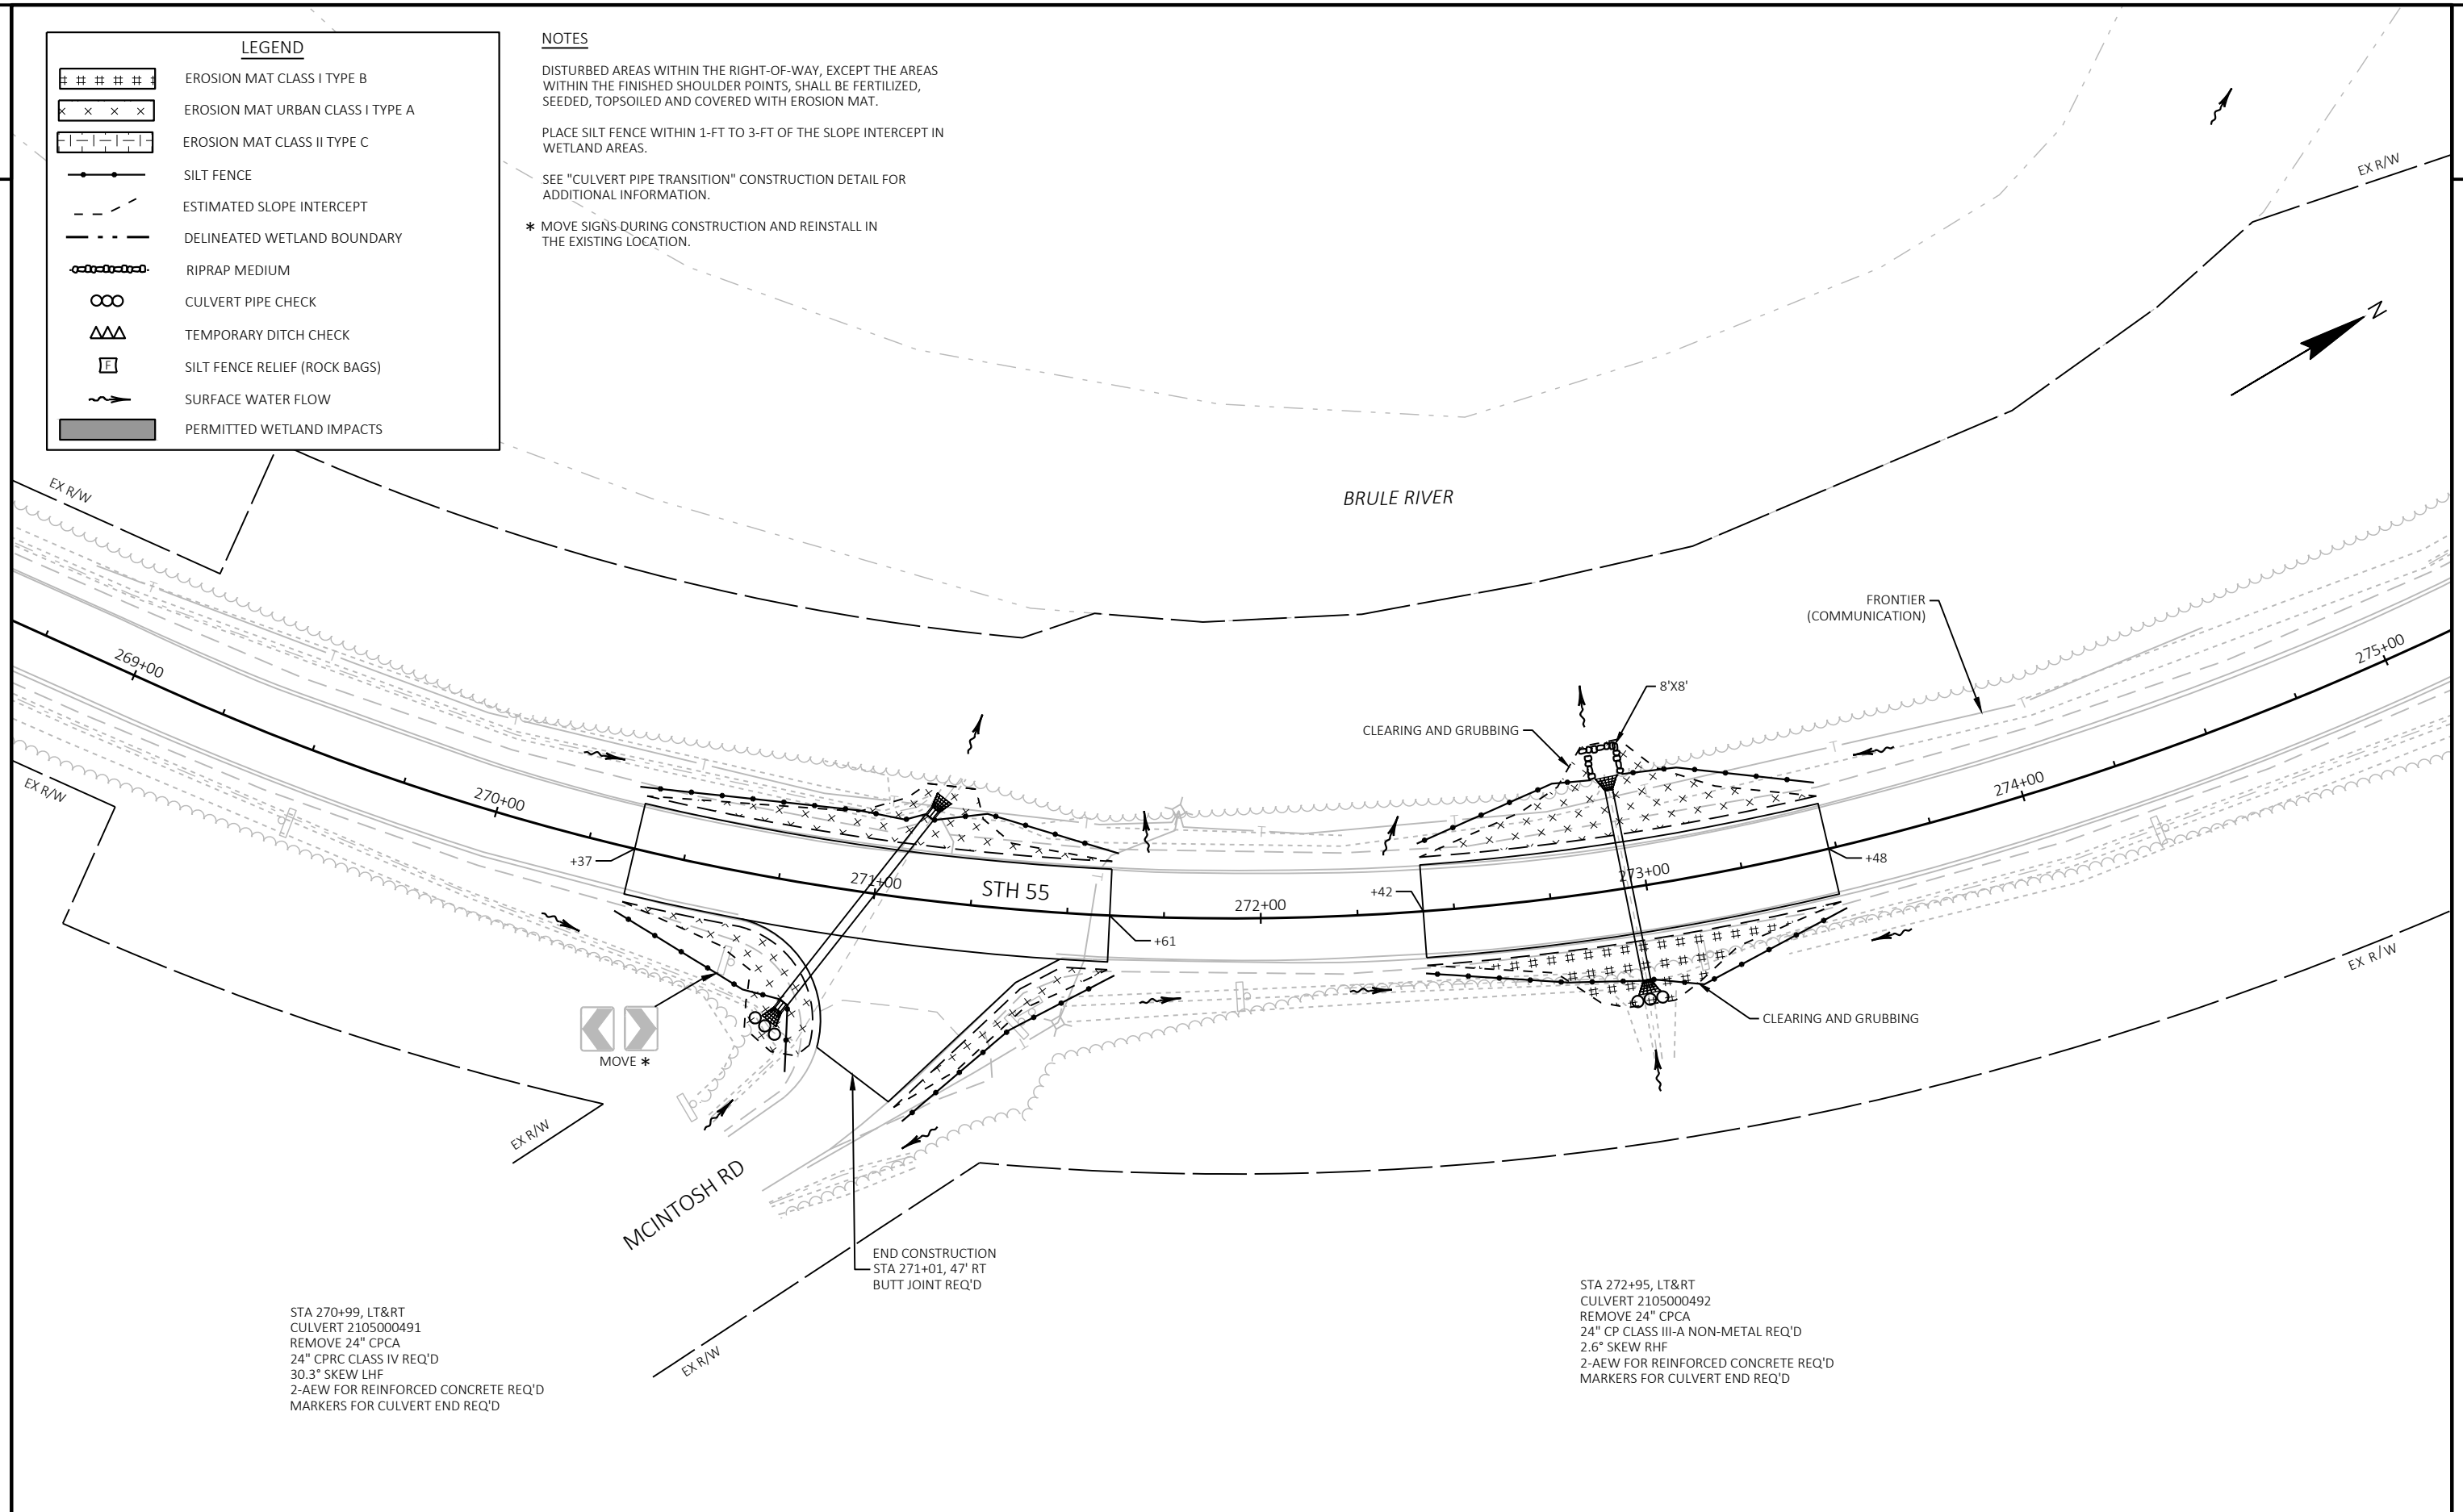 LEGEND
EROSION MAT CLASS I TYPE B
EROSION MAT URBAN CLASS I TYPE A
EROSION MAT CLASS II TYPE C
SILT FENCE
ESTIMATED SLOPE INTERCEPT
DELINEATED WETLAND BOUNDARY
RIPRAP MEDIUM
CULVERT PIPE CHECK
TEMPORARY DITCH CHECK
F
SILT FENCE RELIEF (ROCK BAGS)
SURFACE WATER FLOW
PERMITTED WETLAND IMPACTS
NOTES
DISTURBED AREAS WITHIN THE RIGHT-OF-WAY, EXCEPT THE AREAS
WITHIN THE FINISHED SHOULDER POINTS, SHALL BE FERTILIZED,
SEEDED, TOPSOILED AND COVERED WITH EROSION MAT.
PLACE SILT FENCE WITHIN 1-FT TO 3-FT OF THE SLOPE INTERCEPT IN
WETLAND AREAS.
SEE "CULVERT PIPE TRANSITION" CONSTRUCTION DETAIL FOR
ADDITIONAL INFORMATION.
* MOVE SIGNS DURING CONSTRUCTION AND REINSTALL IN
THE EXISTING LOCATION.
EX R/W
N
EX R/W
BRULE RIVER
FRONTIER
(COMMUNICATION)
269+00
275+00
8'X8'
CLEARING AND GRUBBING
EX R/W
270+00
274+00
+37
271+00
STH 55
272+00
273+00
+42
+48
+61
EX R/W
CLEARING AND GRUBBING
MOVE *
EX R/W
MCINTOSH RD
END CONSTRUCTION
STA 271+01, 47' RT
BUTT JOINT REQ'D
EX R/W
STA 270+99, LT&RT
CULVERT 2105000491
REMOVE 24" CPCA
24" CPRC CLASS IV REQ'D
30.3° SKEW LHF
2-AEW FOR REINFORCED CONCRETE REQ'D
MARKERS FOR CULVERT END REQ'D
STA 272+95, LT&RT
CULVERT 2105000492
REMOVE 24" CPCA
24" CP CLASS III-A NON-METAL REQ'D
2.6° SKEW RHF
2-AEW FOR REINFORCED CONCRETE REQ'D
MARKERS FOR CULVERT END REQ'D